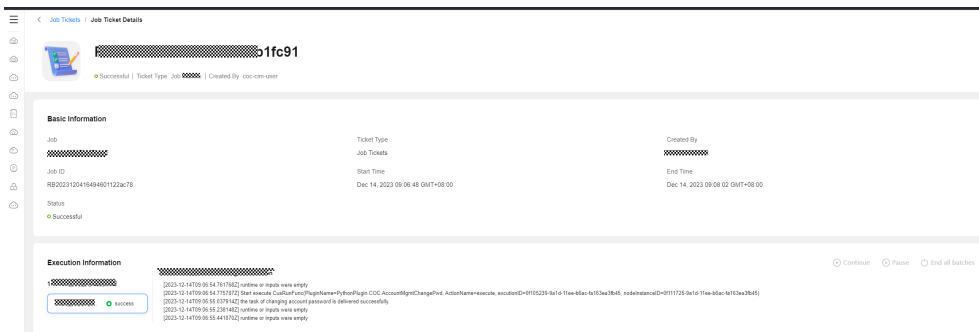 Job Tickets / Job Ticket Details
b1fc91
Successful | Ticket Type Job | Created By coc-cim-user
Basic Information
Job
Ticket Type
Job Tickets
Created By
Job ID
RB2023120416494601122ac78
Start Time
Dec 14, 2023 09:06:48 GMT+08:00
End Time
Dec 14, 2023 09:08:02 GMT+08:00
Status
Successful
Execution Information
Continue Pause End all batches
success
[2023-12-14T09:06:54.761768Z] runtime or inputs were empty
[2023-12-14T09:06:54.775797Z] Start execute CusRunFunc(PluginName=PythonPlugin.COC.AccountMgmtChangePwd, ActionName=execute, excutionID=0f105239-9a1d-11ee-b6ac-fa163ea3fb45, nodeInstanceID=0f111725-9a1d-11ee-b6ac-fa163ea3fb45)
[2023-12-14T09:06:55.037914Z] the task of changing account password is delivered successfully.
[2023-12-14T09:06:55.238148Z] runtime or inputs were empty
[2023-12-14T09:06:55.441870Z] runtime or inputs were empty